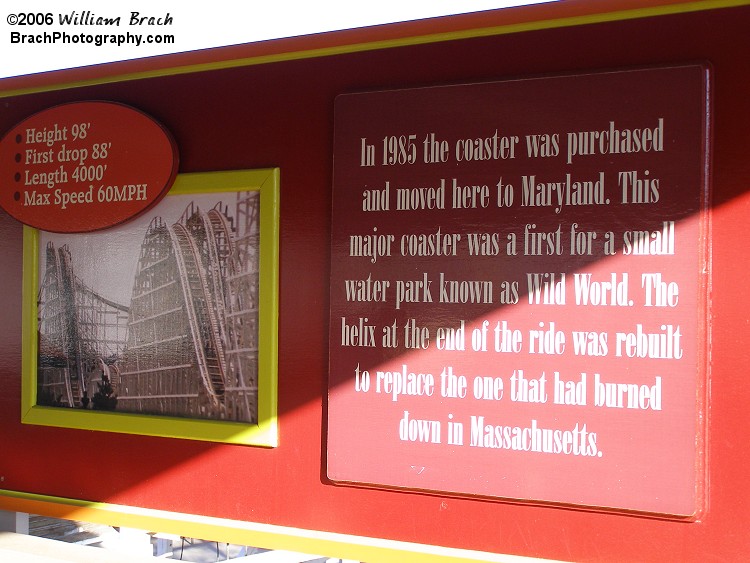 ©2006 William Brach
BrachPhotography.com
• Height 98'
• First drop 88'
• Length 4000'
• Max Speed 60MPH
In 1985 the coaster was purchased
and moved here to Maryland. This
major coaster was a first for a small
water park known as Wild World. The
helix at the end of the ride was rebuilt
to replace the one that had burned
down in Massachusetts.